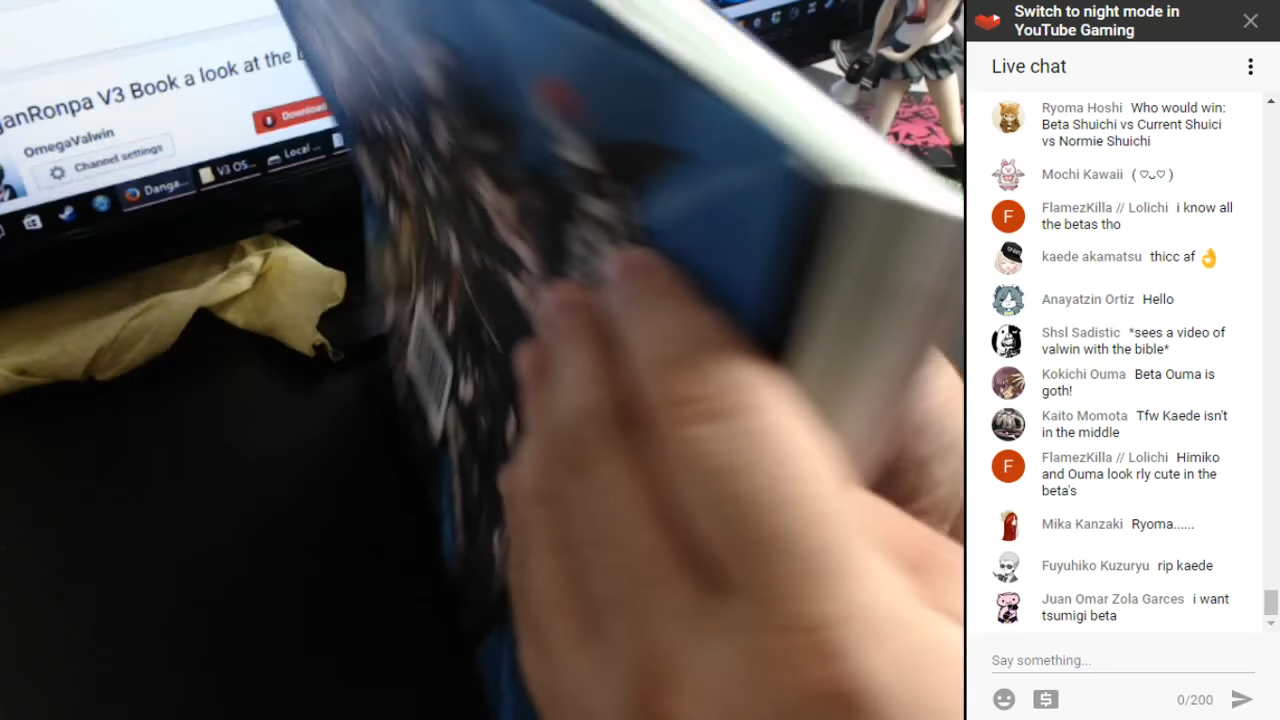 anRonpa V3 Book a look at the
OmegaValwin
Channel settings
Download
Danga...
V3 OS...
Local ...
Switch to night mode in
YouTube Gaming
Live chat
Ryoma Hoshi Who would win:
Beta Shuichi vs Current Shuici
vs Normie Shuichi
Mochi Kawaii (♡ᴗ♡)
FlamezKilla // Lolichi i know all
the betas tho
kaede akamatsu thicc af 👌
Anayatzin Ortiz Hello
Shsl Sadistic *sees a video of
valwin with the bible*
Kokichi Ouma Beta Ouma is
goth!
Kaito Momota Tfw Kaede isn't
in the middle
F
FlamezKilla // Lolichi Himiko
and Ouma look rly cute in the
beta's
Mika Kanzaki Ryoma......
Fuyuhiko Kuzuryu rip kaede
Juan Omar Zola Garces i want
tsumigi beta
Say something...
0/200